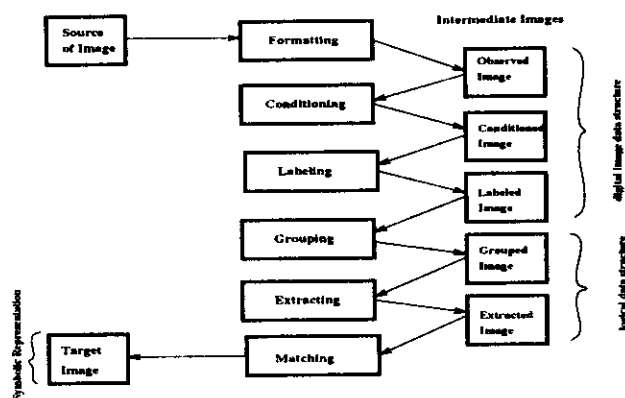 Intermediate Images
Source
of Image
Formatting
Observed
Image
Conditioning
Conditioned
Image
Labeling
Labeled
Image
Grouping
Grouped
Image
Extracting
Extracted
Image
Matching
Target
Image
digital image data structure
logical data structure
Symbolic Representation